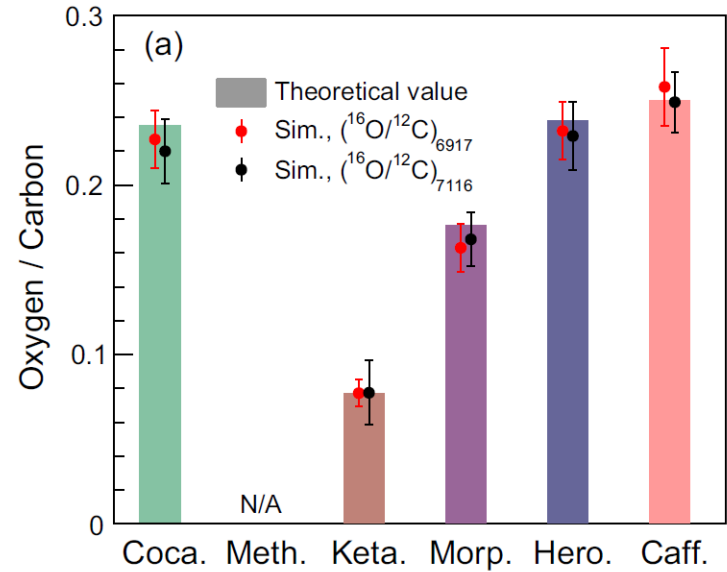 0.3
(a)
Theoretical value
Sim., (¹⁶O/¹²C)₆₉₁₇
Sim., (¹⁶O/¹²C)₇₁₁₆
0.2
Oxygen / Carbon
0.1
N/A
0
Coca. Meth. Keta. Morp. Hero. Caff.